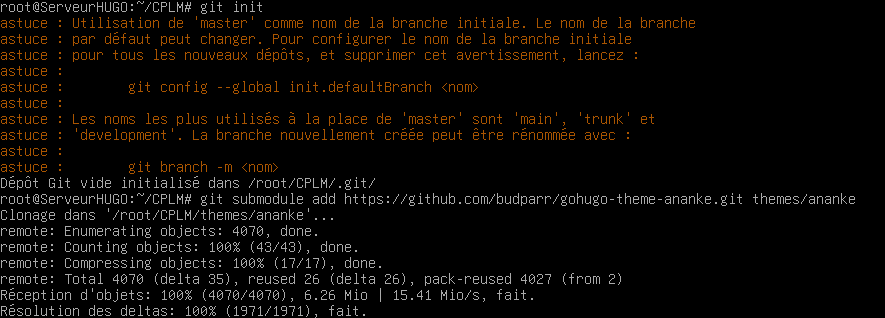 root@ServeurHUGO:~/CPLM# git init
astuce : Utilisation de 'master' comme nom de la branche initiale. Le nom de la branche
astuce : par défaut peut changer. Pour configurer le nom de la branche initiale
astuce : pour tous les nouveaux dépôts, et supprimer cet avertissement, lancez :
astuce :
astuce :        git config --global init.defaultBranch <nom>
astuce :
astuce : Les noms les plus utilisés à la place de 'master' sont 'main', 'trunk' et
astuce : 'development'. La branche nouvellement créée peut être rénommée avec :
astuce :
astuce :        git branch -m <nom>
Dépôt Git vide initialisé dans /root/CPLM/.git/
root@ServeurHUGO:~/CPLM# git submodule add https://github.com/budparr/gohugo-theme-ananke.git themes/ananke
Clonage dans '/root/CPLM/themes/ananke'...
remote: Enumerating objects: 4070, done.
remote: Counting objects: 100% (43/43), done.
remote: Compressing objects: 100% (17/17), done.
remote: Total 4070 (delta 35), reused 26 (delta 26), pack-reused 4027 (from 2)
Réception d'objets: 100% (4070/4070), 6.26 Mio | 15.41 Mio/s, fait.
Résolution des deltas: 100% (1971/1971), fait.